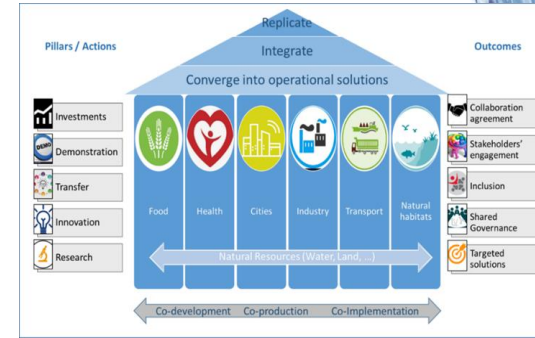 Replicate
Pillars / Actions
Integrate
Outcomes
Converge into operational solutions
Investments
DEMO
Demonstration
Transfer
Innovation
Research
Food
Health
Cities
Industry
Transport
Natural
habitats
Natural Resources (Water, Land, ...)
Collaboration
agreement
Stakeholders'
engagement
Inclusion
Shared
Governance
Targeted
solutions
Co-development Co-production Co-Implementation